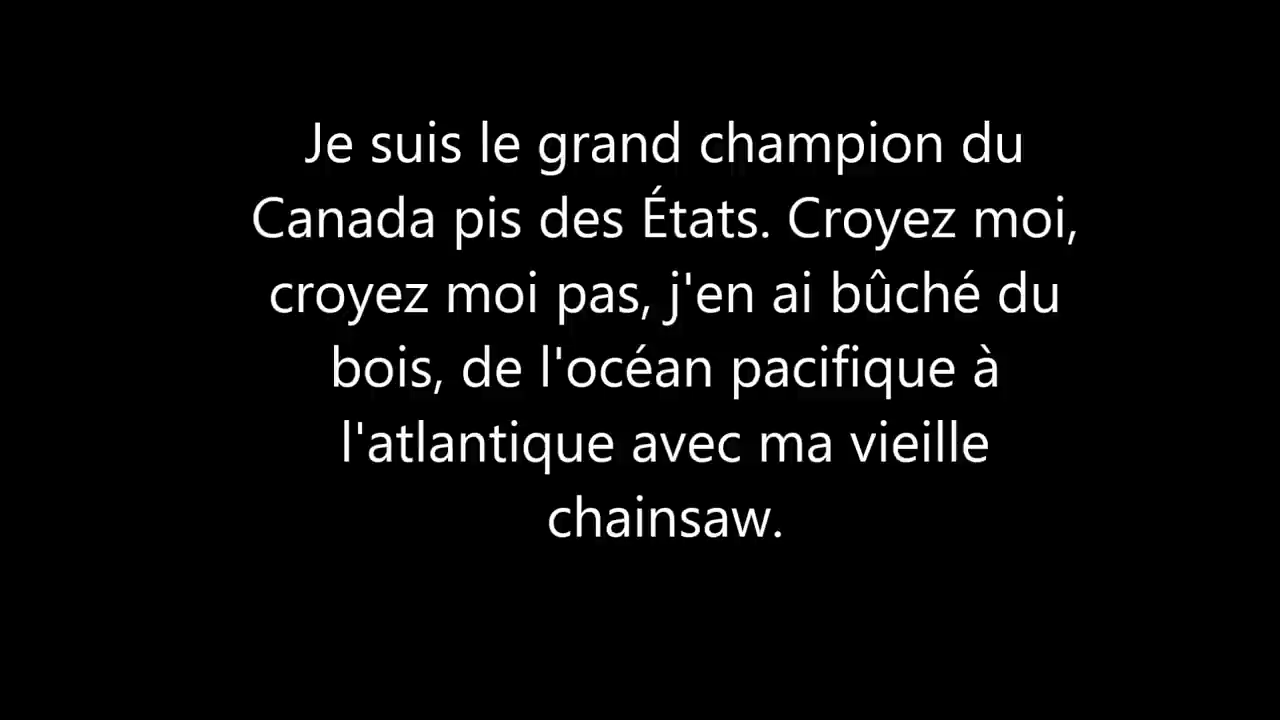 Je suis le grand champion du
Canada pis des États. Croyez moi,
croyez moi pas, j'en ai bûché du
bois, de l'océan pacifique à
l'atlantique avec ma vieille
chainsaw.